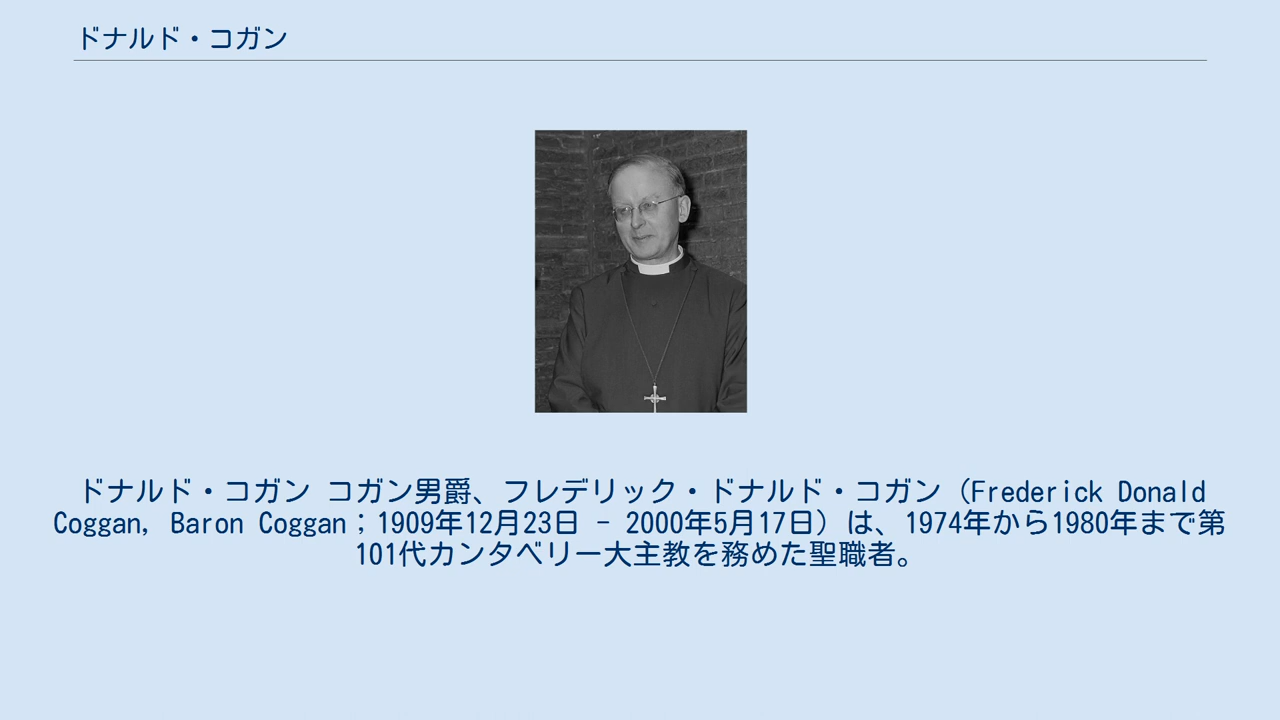 ドナルド・コガン
ドナルド・コガン コガン男爵、フレデリック・ドナルド・コガン（Frederick Donald
Coggan, Baron Coggan；1909年12月23日 - 2000年5月17日）は、1974年から1980年まで第
101代カンタベリー大主教を務めた聖職者。